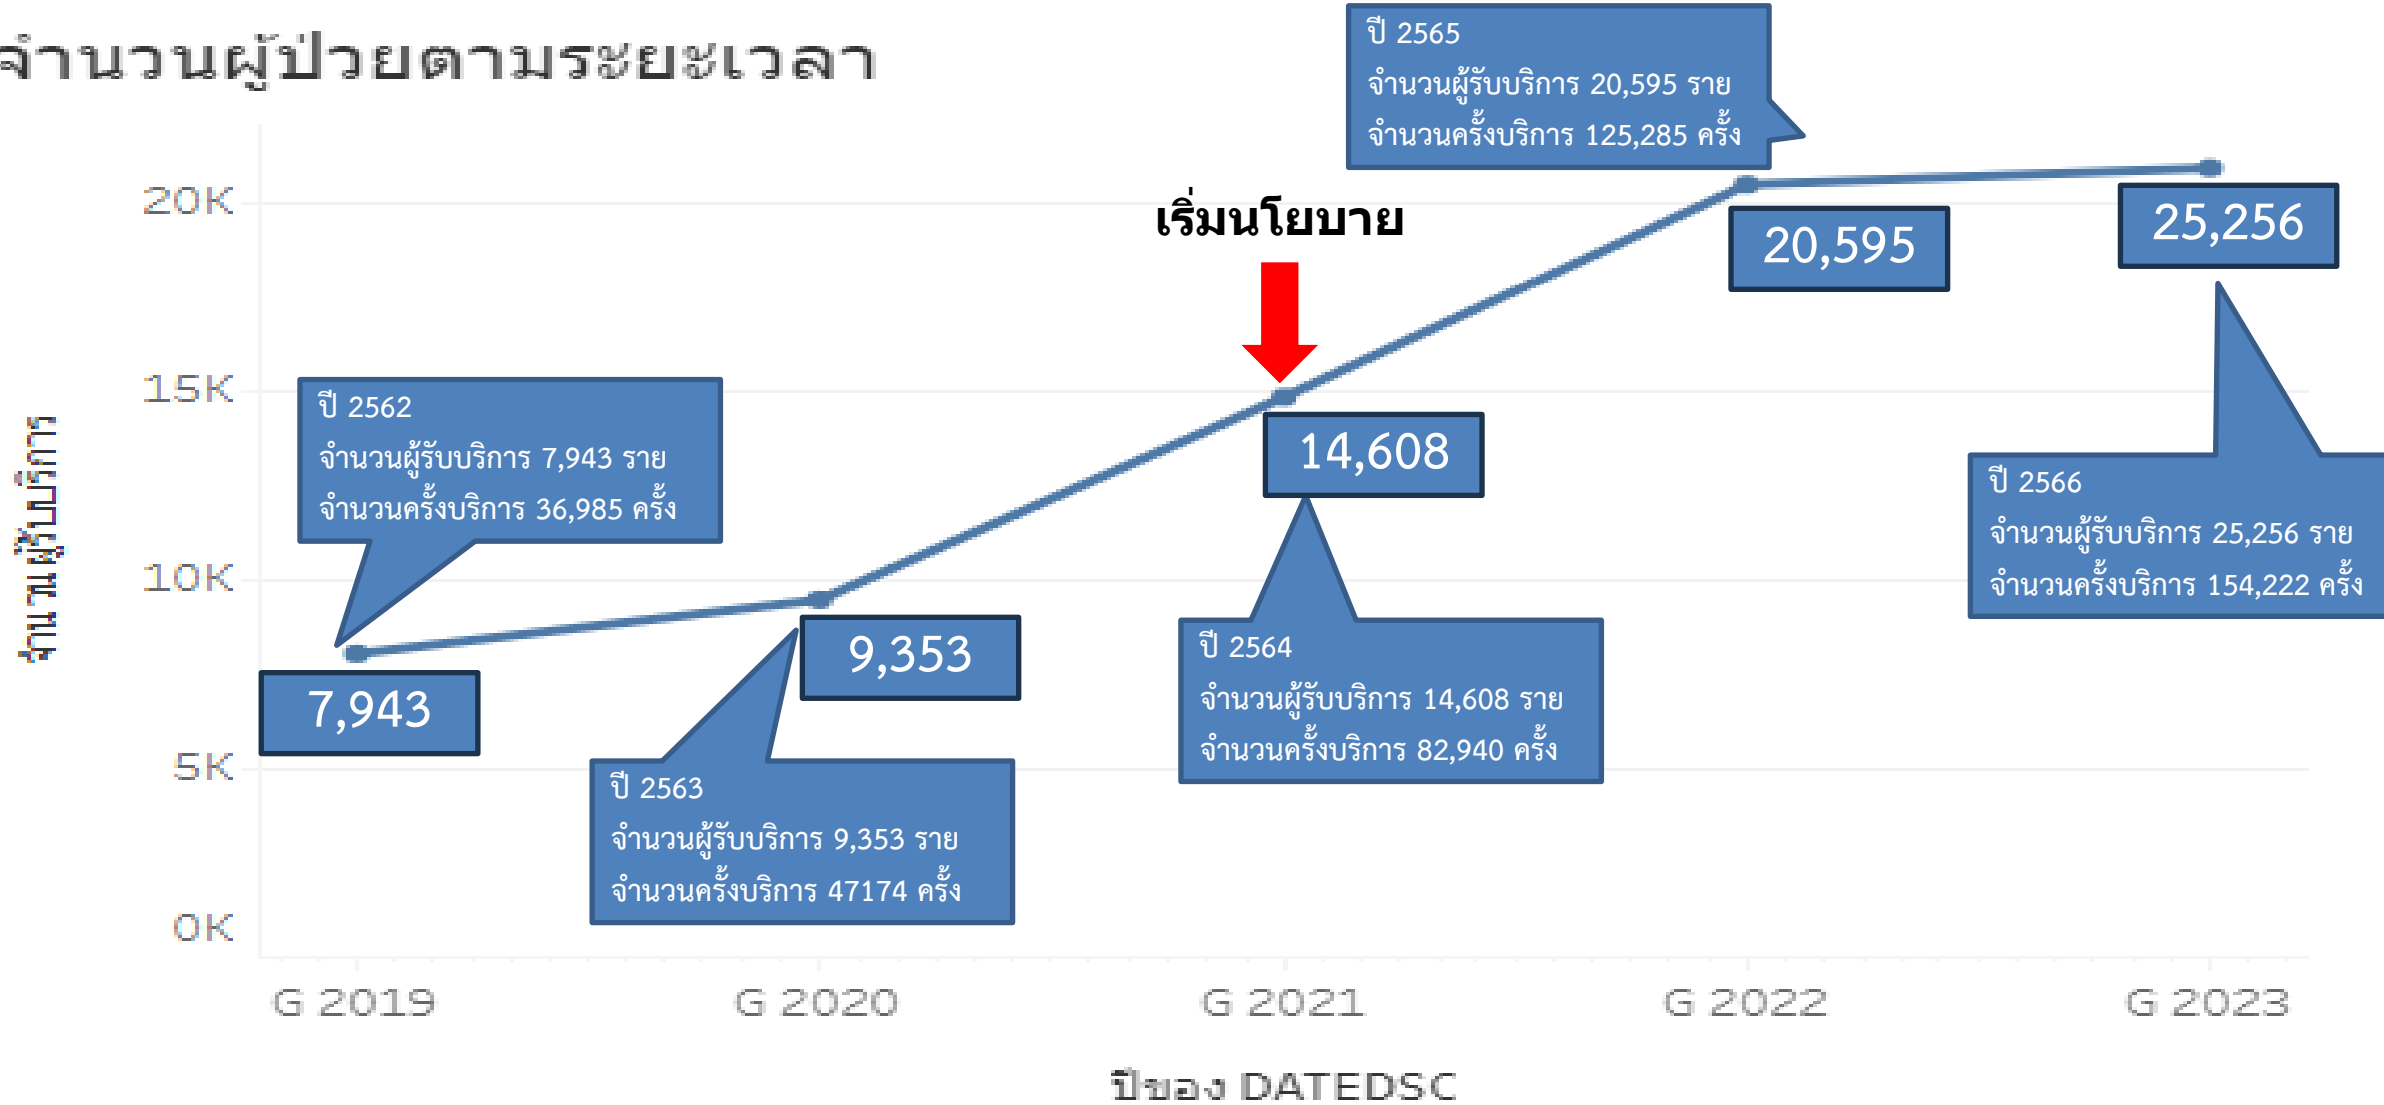 จำนวนผู้ป่วยตามระยะเวลา
ปี 2565
จำนวนผู้รับบริการ 20,595 ราย
จำนวนครั้งบริการ 125,285 ครั้ง
เริ่มนโยบาย
20K
15K
10K
5K
0K
จำนวนผู้รับบริการ
ปี 2562
จำนวนผู้รับบริการ 7,943 ราย
จำนวนครั้งบริการ 36,985 ครั้ง
7,943
9,353
14,608
20,595
25,256
ปี 2563
จำนวนผู้รับบริการ 9,353 ราย
จำนวนครั้งบริการ 47174 ครั้ง
ปี 2564
จำนวนผู้รับบริการ 14,608 ราย
จำนวนครั้งบริการ 82,940 ครั้ง
ปี 2566
จำนวนผู้รับบริการ 25,256 ราย
จำนวนครั้งบริการ 154,222 ครั้ง
G 2019
G 2020
G 2021
G 2022
G 2023
ปีของ DATEDSC